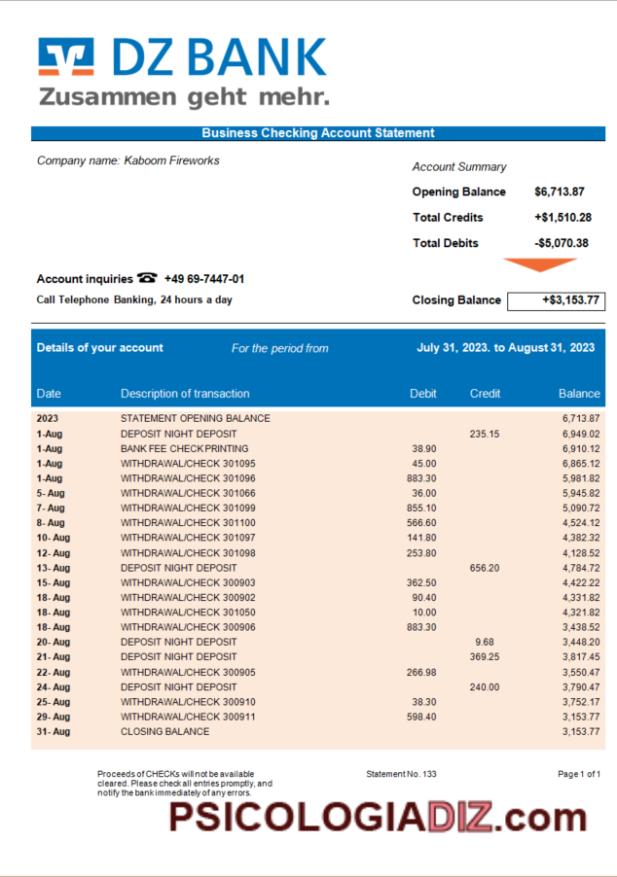 DZ BANK
Zusammen geht mehr.
Business Checking Account Statement
Company name: Kaboom Fireworks
Account Summary
Opening Balance $6,713.87
Total Credits +$1,510.28
Total Debits -$5,070.38
Account inquiries ☎ +49 69-7447-01
Call Telephone Banking, 24 hours a day
Closing Balance +$3,153.77
Details of your account For the period from July 31, 2023. to August 31, 2023
Date Description of transaction Debit Credit Balance
2023 STATEMENT OPENING BALANCE 6,713.87
1-Aug DEPOSIT NIGHT DEPOSIT 235.15 6,949.02
1-Aug BANK FEE CHECK PRINTING 38.90 6,910.12
1-Aug WITHDRAWAL/CHECK 301095 45.00 6,865.12
1-Aug WITHDRAWAL/CHECK 301096 883.30 5,981.82
5- Aug WITHDRAWAL/CHECK 301066 36.00 5,945.82
7- Aug WITHDRAWAL/CHECK 301099 855.10 5,090.72
8- Aug WITHDRAWAL/CHECK 301100 566.60 4,524.12
10- Aug WITHDRAWAL/CHECK 301097 141.80 4,382.32
12- Aug WITHDRAWAL/CHECK 301098 253.80 4,128.52
13- Aug DEPOSIT NIGHT DEPOSIT 656.20 4,784.72
15- Aug WITHDRAWAL/CHECK 300903 362.50 4,422.22
18- Aug WITHDRAWAL/CHECK 300902 90.40 4,331.82
18- Aug WITHDRAWAL/CHECK 301050 10.00 4,321.82
18- Aug WITHDRAWAL/CHECK 300906 883.30 3,438.52
20- Aug DEPOSIT NIGHT DEPOSIT 9.68 3,448.20
21- Aug DEPOSIT NIGHT DEPOSIT 369.25 3,817.45
22- Aug WITHDRAWAL/CHECK 300905 266.98 3,550.47
24- Aug DEPOSIT NIGHT DEPOSIT 240.00 3,790.47
25- Aug WITHDRAWAL/CHECK 300910 38.30 3,752.17
29- Aug WITHDRAWAL/CHECK 300911 598.40 3,153.77
31- Aug CLOSING BALANCE 3,153.77
Proceeds of CHECKs will not be available Statement No. 133 Page 1 of 1
cleared. Please check all entries promptly, and
notify the bank immediately of any errors.
PSICOLOGIADIZ.com